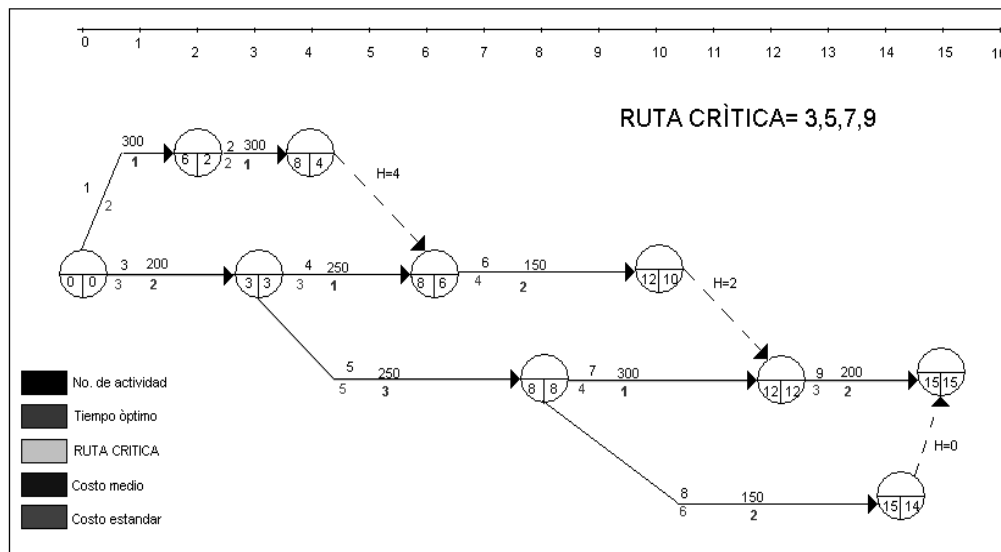 0 1 2 3 4 5 6 7 8 9 10 11 12 13 14 15 16
RUTA CRÌTICA= 3,5,7,9
300 2 300
1 6 2 2 1 8 4 H=4
1
2
3 200 4 250 6 150
0 0 3 2 3 3 3 1 8 6 4 2 12 10 H=2
5 250 7 300 9 200
5 3 8 8 4 1 12 12 3 2 15 15
No. de actividad
Tiempo òptimo
RUTA CRITICA H=0
Costo medio 8 150
6 2 15 14
Costo estandar